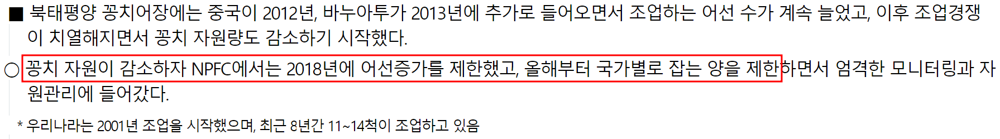 ■ 북태평양 꽁치어장에는 중국이 2012년, 바누아투가 2013년에 추가로 들어오면서 조업하는 어선 수가 계속 늘었고, 이후 조업경쟁
이 치열해지면서 꽁치 자원량도 감소하기 시작했다.
○ 꽁치 자원이 감소하자 NPFC에서는 2018년에 어선증가를 제한했고, 올해부터 국가별로 잡는 양을 제한하면서 엄격한 모니터링과 자
원관리에 들어갔다.
* 우리나라는 2001년 조업을 시작했으며, 최근 8년간 11~14척이 조업하고 있음